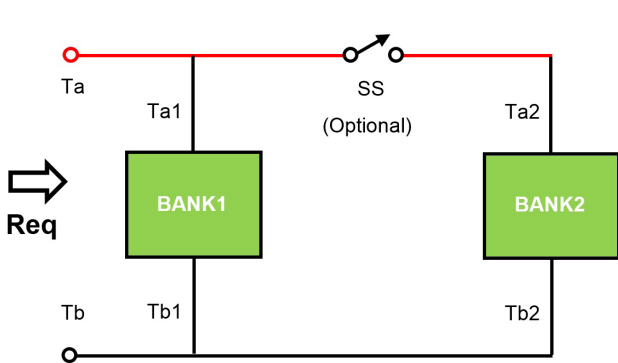 Ta
SS
(Optional)
Ta1
Ta2
BANK1
BANK2
Req
Tb
Tb1
Tb2